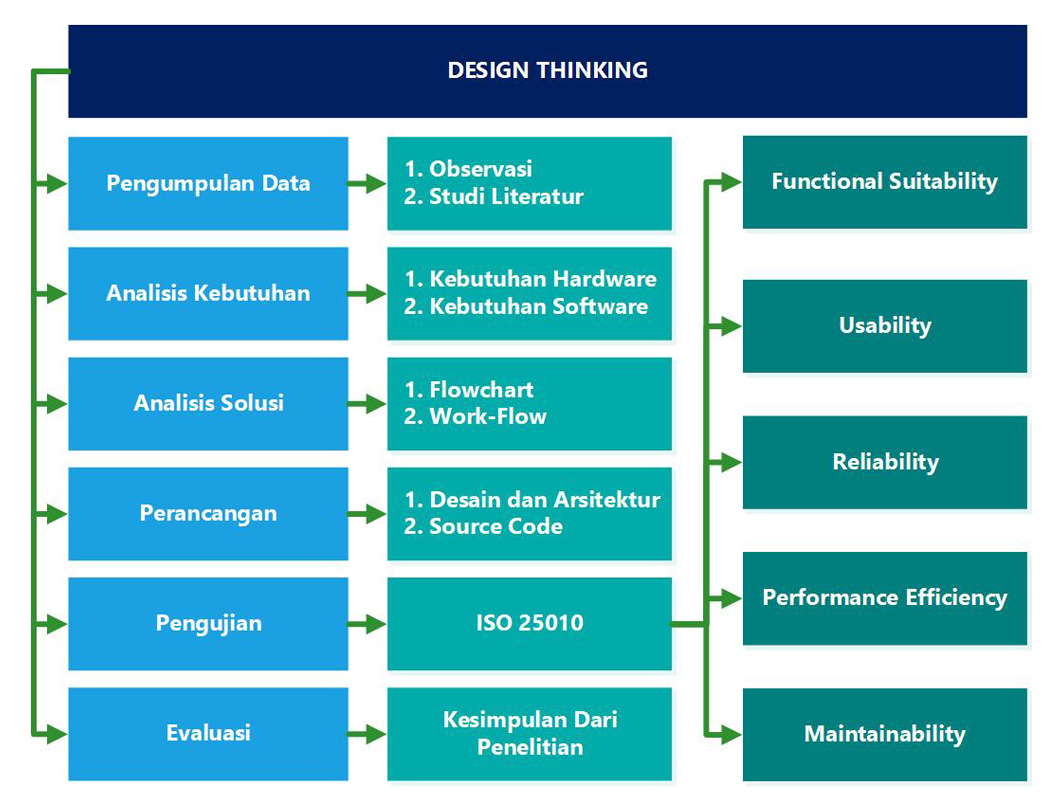 DESIGN THINKING
Pengumpulan Data
1. Observasi
2. Studi Literatur
Functional Suitability
Analisis Kebutuhan
1. Kebutuhan Hardware
2. Kebutuhan Software
Usability
Analisis Solusi
1. Flowchart
2. Work-Flow
Reliability
Perancangan
1. Desain dan Arsitektur
2. Source Code
Performance Efficiency
Pengujian
ISO 25010
Evaluasi
Kesimpulan Dari
Penelitian
Maintainability